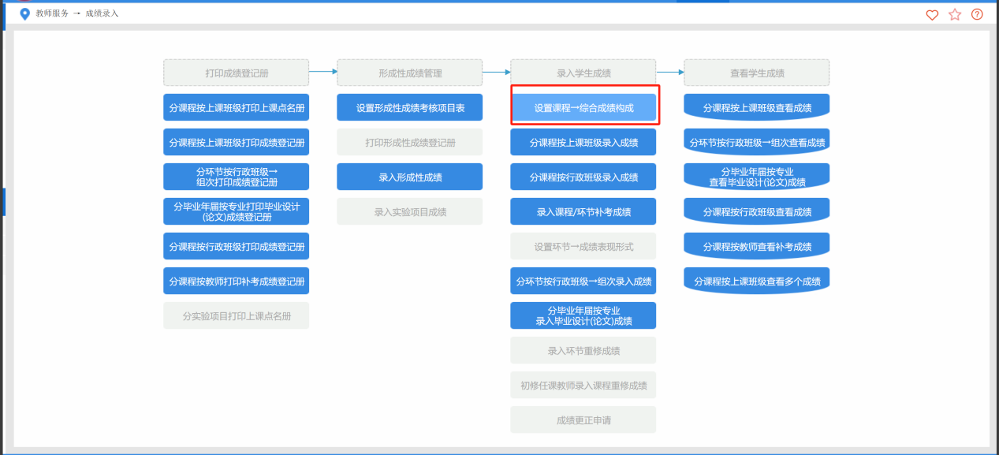 教师服务 → 成绩录入
打印成绩登记册
分课程按上课班级打印上课点名册
分课程按上课班级打印成绩登记册
分环节按行政班级→
组次打印成绩登记册
分毕业年届按专业打印毕业设计
(论文)成绩登记册
分课程按行政班级打印成绩登记册
分课程按教师打印补考成绩登记册
分实验项目打印上课点名册
形成性成绩管理
设置形成性成绩考核项目表
打印形成性成绩登记册
录入形成性成绩
录入实验项目成绩
录入学生成绩
设置课程→综合成绩构成
分课程按上课班级录入成绩
分课程按行政班级录入成绩
录入课程/环节补考成绩
设置环节→成绩表现形式
分环节按行政班级→组次录入成绩
分毕业年届按专业
录入毕业设计(论文)成绩
录入环节重修成绩
初修任课教师录入课程重修成绩
成绩更正申请
查看学生成绩
分课程按上课班级查看成绩
分环节按行政班级→组次查看成绩
分毕业年届按专业
查看毕业设计(论文)成绩
分课程按行政班级查看成绩
分课程按教师查看补考成绩
分课程按上课班级查看多个成绩